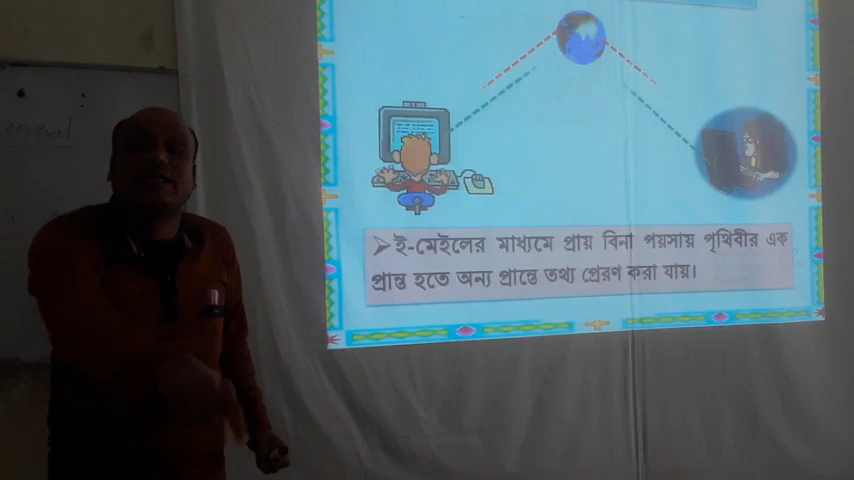 ➢ই-মেইলের মাধ্যমে প্রায় বিনা পয়সায় পৃথিবীর এক
প্রান্ত হতে অন্য প্রান্তে তথ্য প্রেরণ করা যায়।